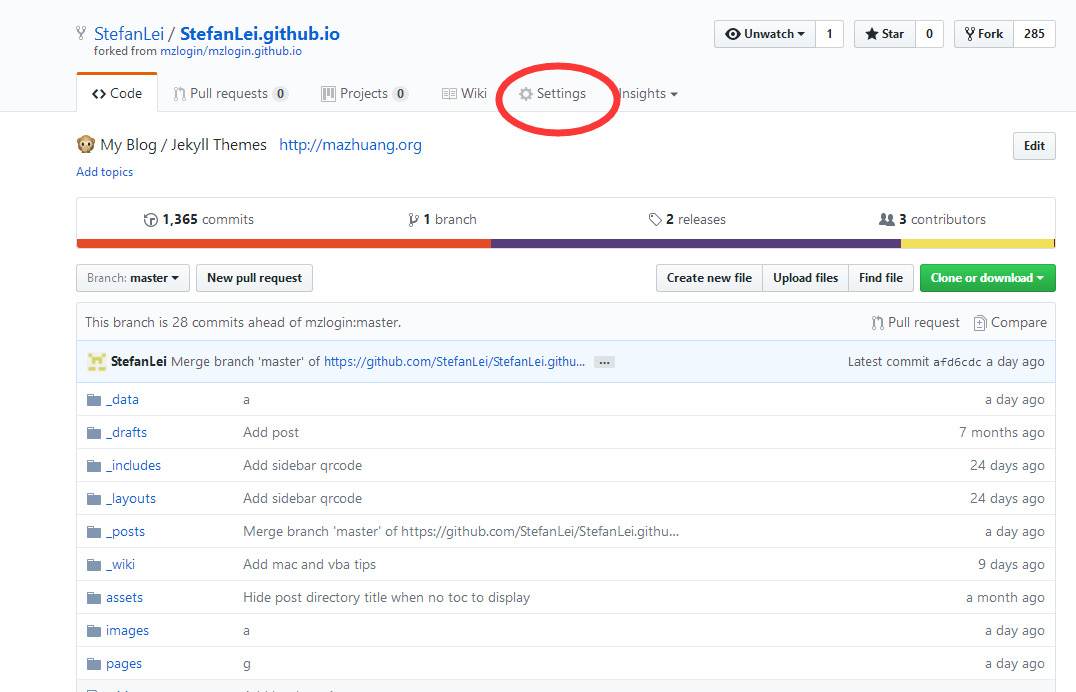 StefanLei / StefanLei.github.io
forked from mzlogin/mzlogin.github.io
Unwatch 1 Star 0 Fork 285
Code Pull requests 0 Projects 0 Wiki Settings Insights
My Blog / Jekyll Themes http://mazhuang.org
Edit
Add topics
1,365 commits 1 branch 2 releases 3 contributors
Branch: master New pull request Create new file Upload files Find file Clone or download
This branch is 28 commits ahead of mzlogin:master. Pull request Compare
StefanLei Merge branch 'master' of https://github.com/StefanLei/StefanLei.githu... … Latest commit afd6cdc a day ago
_data a a day ago
_drafts Add post 7 months ago
_includes Add sidebar qrcode 24 days ago
_layouts Add sidebar qrcode 24 days ago
_posts Merge branch 'master' of https://github.com/StefanLei/StefanLei.githu... a day ago
_wiki Add mac and vba tips 9 days ago
assets Hide post directory title when no toc to display a month ago
images a a day ago
pages g a day ago